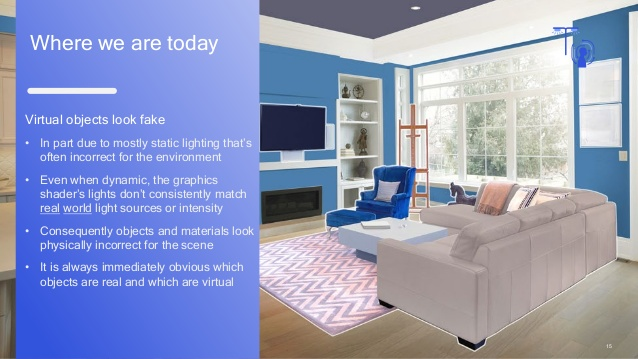 Where we are today
Virtual objects look fake
• In part due to mostly static lighting that's
often incorrect for the environment
• Even when dynamic, the graphics
shader's lights don't consistently match
real world light sources or intensity
• Consequently objects and materials look
physically incorrect for the scene
• It is always immediately obvious which
objects are real and which are virtual